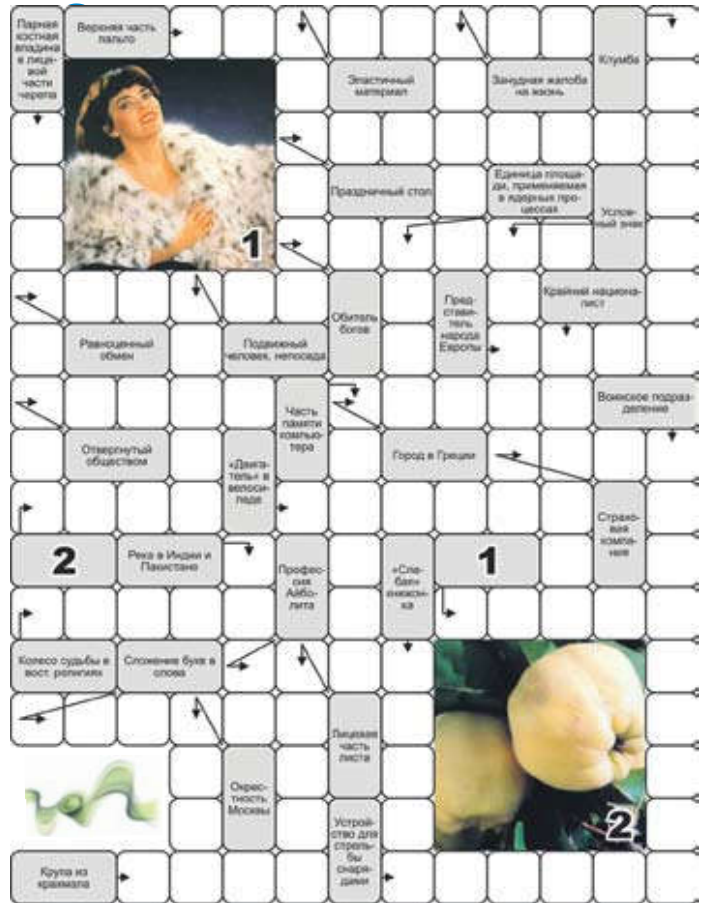 Парная
костная
впадина
в лице-
вой
части
черепа
Верхняя часть
пальто
Клумба
Эластичный
материал
Занудная жалоба
на жизнь
Праздничный стол
Единица площа-
ди, применяемая
в ядерных про-
цессах
Услов-
ный знак
1
Обитель
богов
Пред-
стави-
тель
народа
Европы
Крайний национа-
лист
Равноценный
обмен
Подвижный
человек, непоседа
Часть
памяти
компью-
тера
Воинское подраз-
деление
Отвергнутый
обществом
«Двига-
тель» в
велоси-
педе
Город в Греции
Страхо-
вая
компа-
ния
2
Река в Индии и
Пакистане
Профес-
сия
Айбо-
лита
«Сла-
бая»
книжон-
ка
1
Колесо судьбы в
вост. религиях
Сложение букв в
слова
Лицевая
часть
листа
Окрес-
тность
Москвы
Устрой-
ство для
стрель-
бы
снаря-
дами
2
Крупа из
крахмала